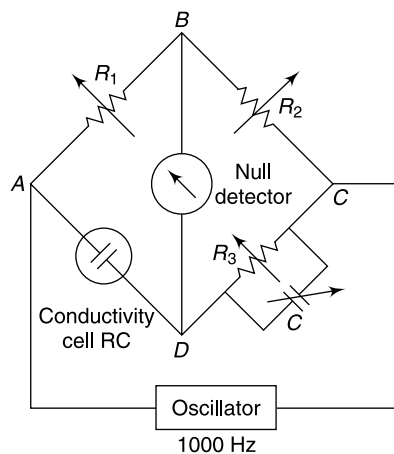 B
R1
R2
A
Null
detector
C
R3
Conductivity
cell RC
C
D
Oscillator
1000 Hz